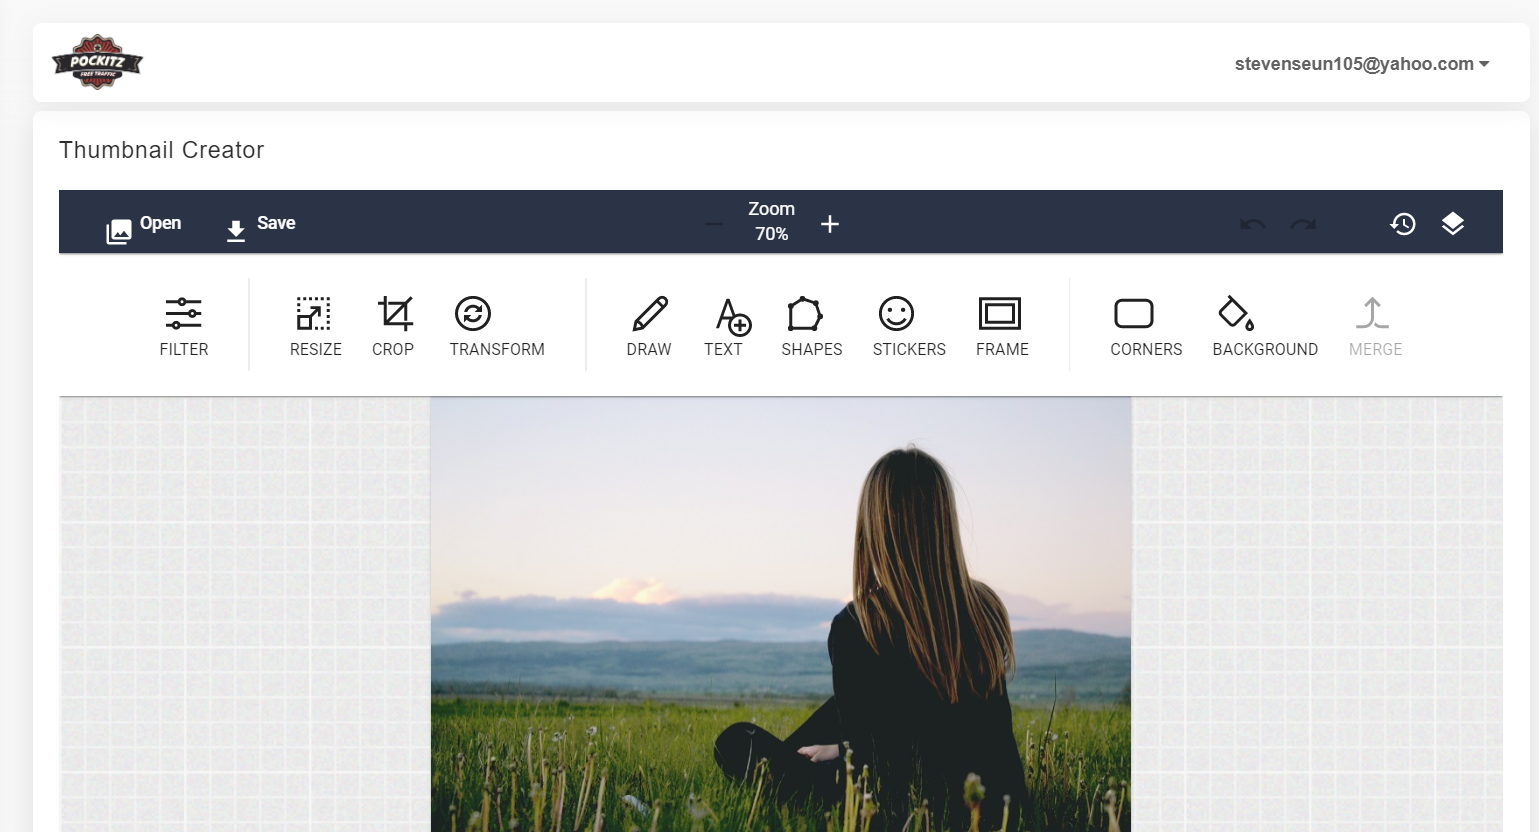 POCKITZ
FREE TRAFFIC
stevenseun105@yahoo.com
Thumbnail Creator
Open
Save
Zoom
70%
FILTER
RESIZE
CROP
TRANSFORM
DRAW
TEXT
SHAPES
STICKERS
FRAME
CORNERS
BACKGROUND
MERGE